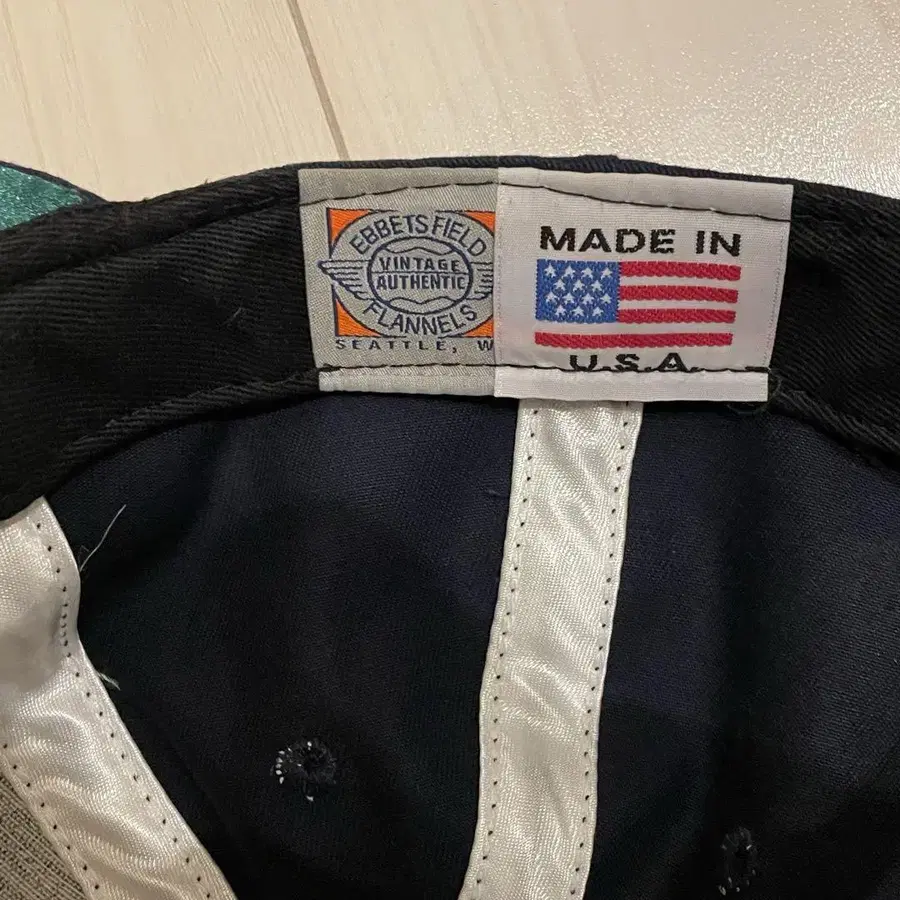 EBBETS FIELD
VINTAGE
AUTHENTIC
FLANNELS
SEATTLE, W
MADE IN
U.S.A.